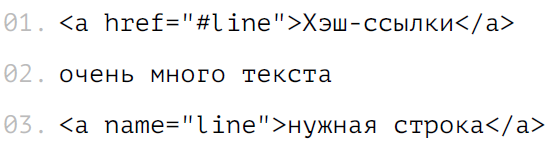 01. <a href="#line">Хэш-ссылки</a>
02. очень много текста
03. <a name="line">нужная строка</a>